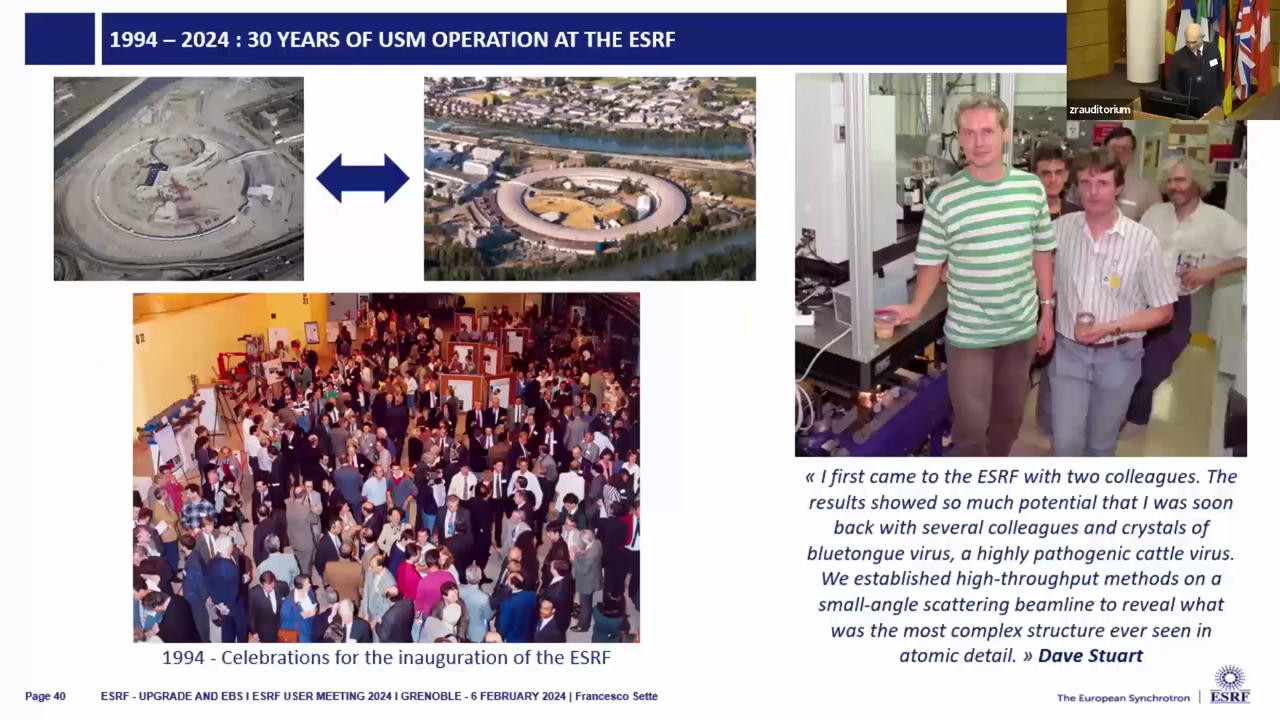 1994 – 2024 : 30 YEARS OF USM OPERATION AT THE ESRF
zrauditorium
« I first came to the ESRF with two colleagues. The
results showed so much potential that I was soon
back with several colleagues and crystals of
bluetongue virus, a highly pathogenic cattle virus.
We established high-throughput methods on a
small-angle scattering beamline to reveal what
was the most complex structure ever seen in
atomic detail. » Dave Stuart
1994 - Celebrations for the inauguration of the ESRF
Page 40 ESRF - UPGRADE AND EBS I ESRF USER MEETING 2024 I GRENOBLE - 6 FEBRUARY 2024 | Francesco Sette
The European Synchrotron | ESRF